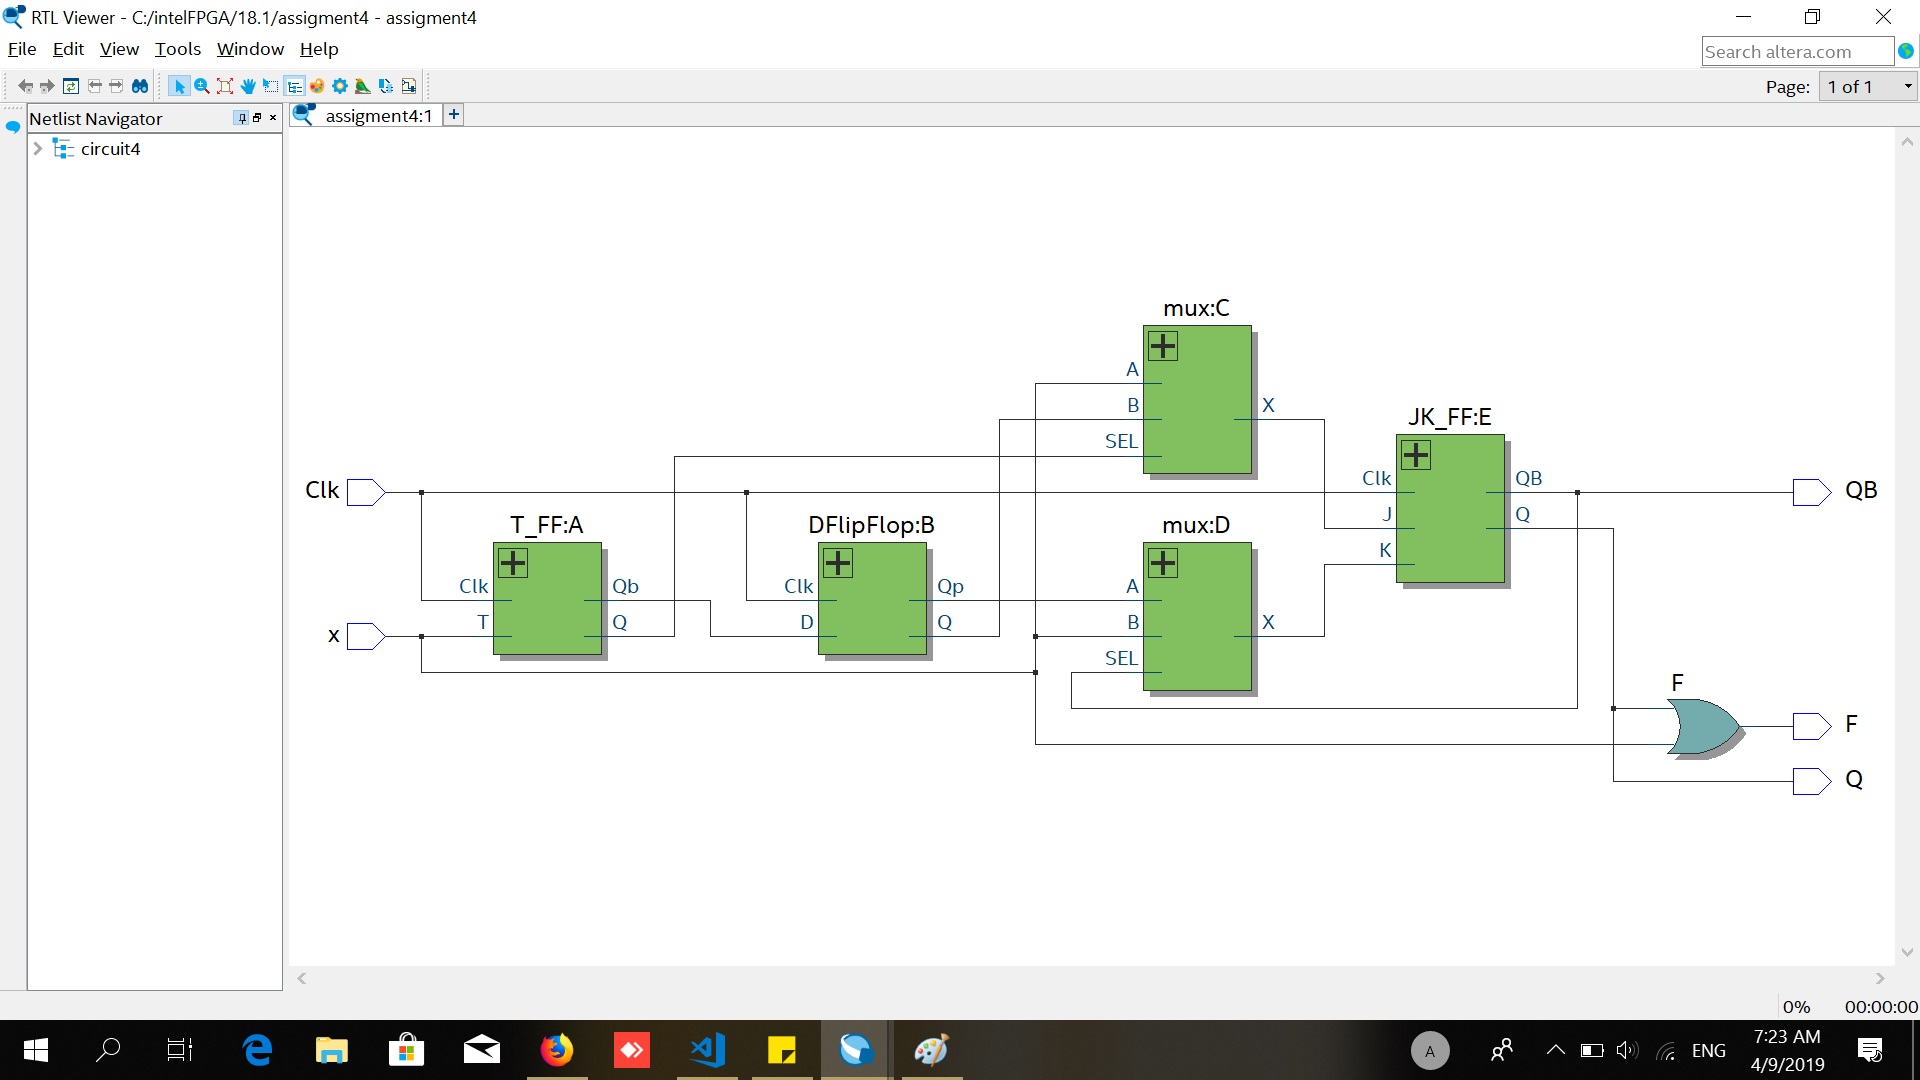 RTL Viewer - C:/intelFPGA/18.1/assigment4 - assigment4
File Edit View Tools Window Help
Search altera.com
Page: 1 of 1
Netlist Navigator
assigment4:1
circuit4
mux:C
A
B
X
SEL
JK_FF:E
Clk
QB
J
Q
K
Clk
QB
T_FF:A
DFlipFlop:B
mux:D
Clk
Qb
Clk
Qp
A
x
T
Q
D
Q
B
X
SEL
F
F
Q
0% 00:00:00
A
ENG
7:23 AM
4/9/2019